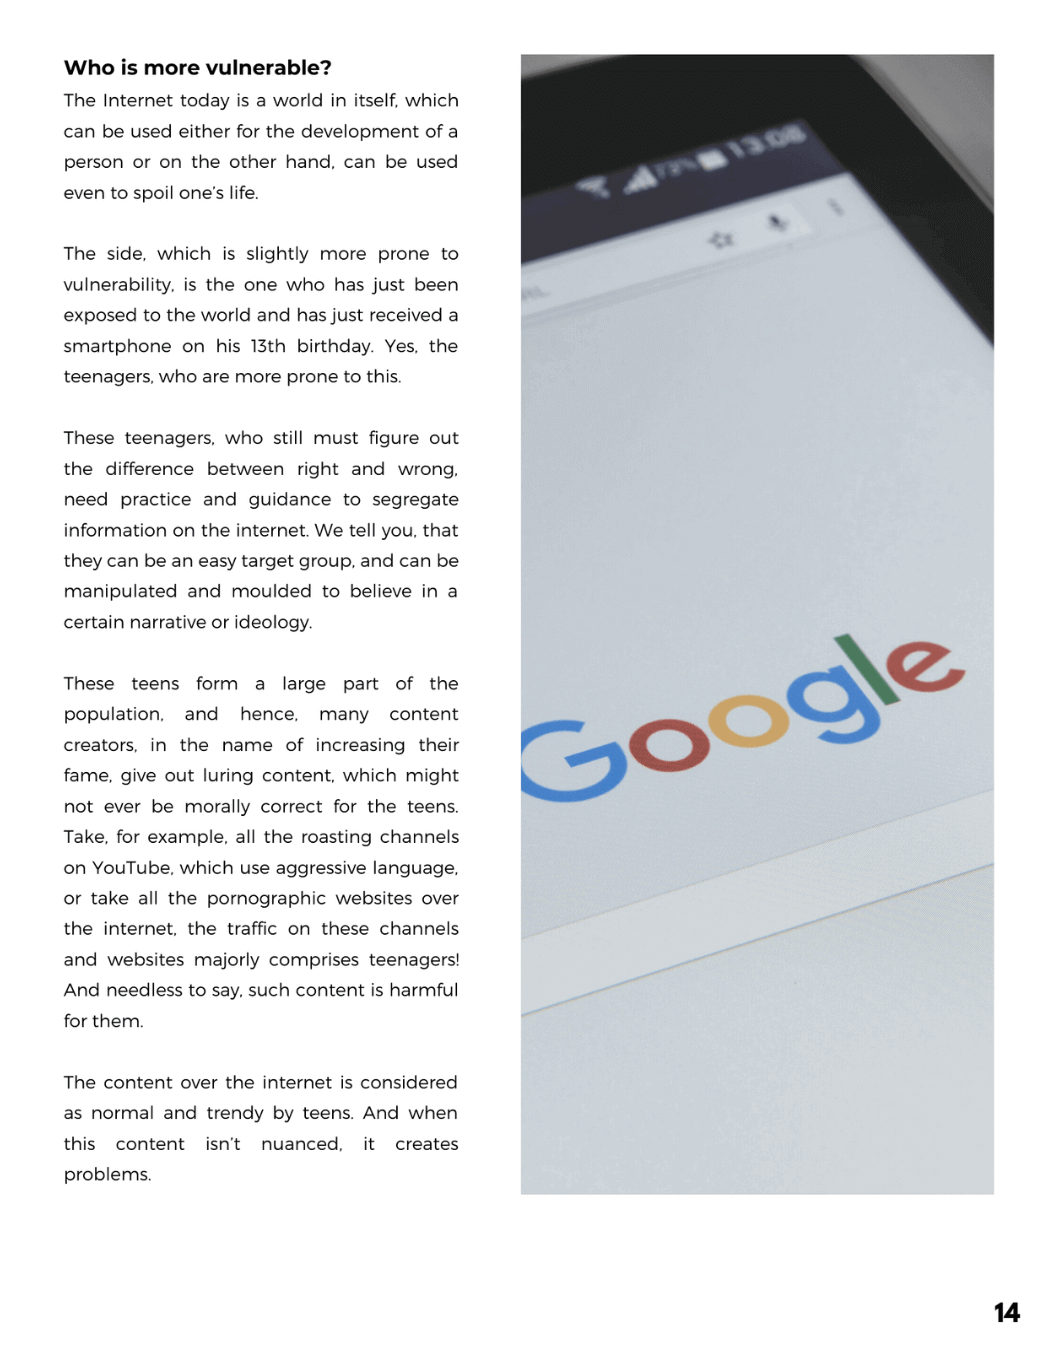 Who is more vulnerable?
The Internet today is a world in itself, which
can be used either for the development of a
person or on the other hand, can be used
even to spoil one's life.
The side, which is slightly more prone to
vulnerability, is the one who has just been
exposed to the world and has just received a
smartphone on his 13th birthday. Yes, the
teenagers, who are more prone to this.
These teenagers, who still must figure out
the difference between right and wrong,
need practice and guidance to segregate
information on the internet. We tell you, that
they can be an easy target group, and can be
manipulated and moulded to believe in a
certain narrative or ideology.
These teens form a large part of the
population, and hence, many content
creators, in the name of increasing their
fame, give out luring content, which might
not ever be morally correct for the teens.
Take, for example, all the roasting channels
on YouTube, which use aggressive language,
or take all the pornographic websites over
the internet, the traffic on these channels
and websites majorly comprises teenagers!
And needless to say, such content is harmful
for them.
The content over the internet is considered
as normal and trendy by teens. And when
this content isn't nuanced, it creates
problems.
13:08
Google
14